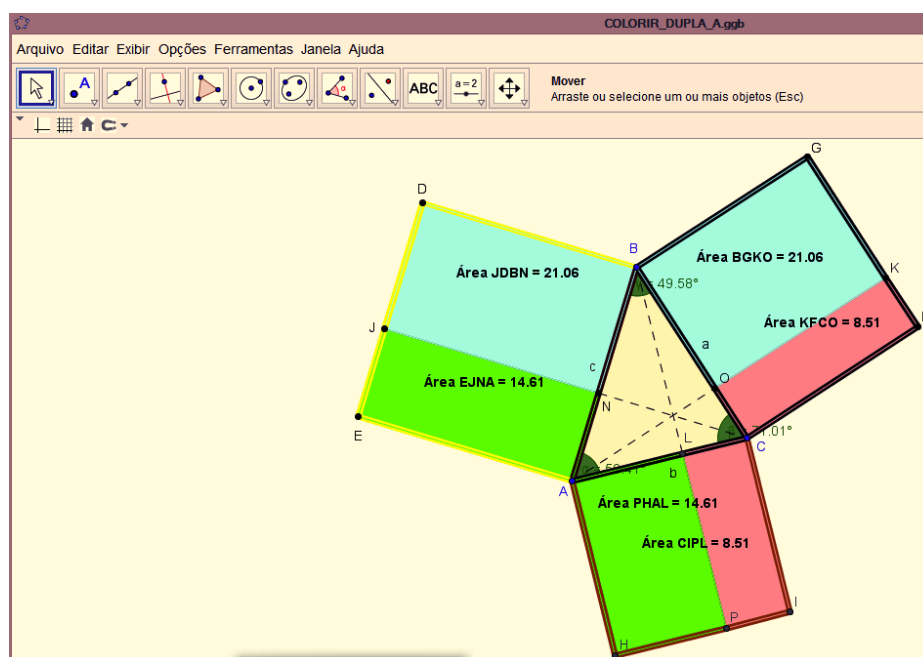 COLORIR_DUPLA_A.ggb
Arquivo Editar Exibir Opções Ferramentas Janela Ajuda
A
α
ABC
a=2
Mover
Arraste ou selecione um ou mais objetos (Esc)
G
D
B
Área JDBN = 21.06
Área BGKO = 21.06
49.58°
K
J
Área KFCO = 8.51
a
c
Área EJNA = 14.61
O
N
E
L
C
b
A
Área PHAL = 14.61
Área CIPL = 8.51
I
P
H